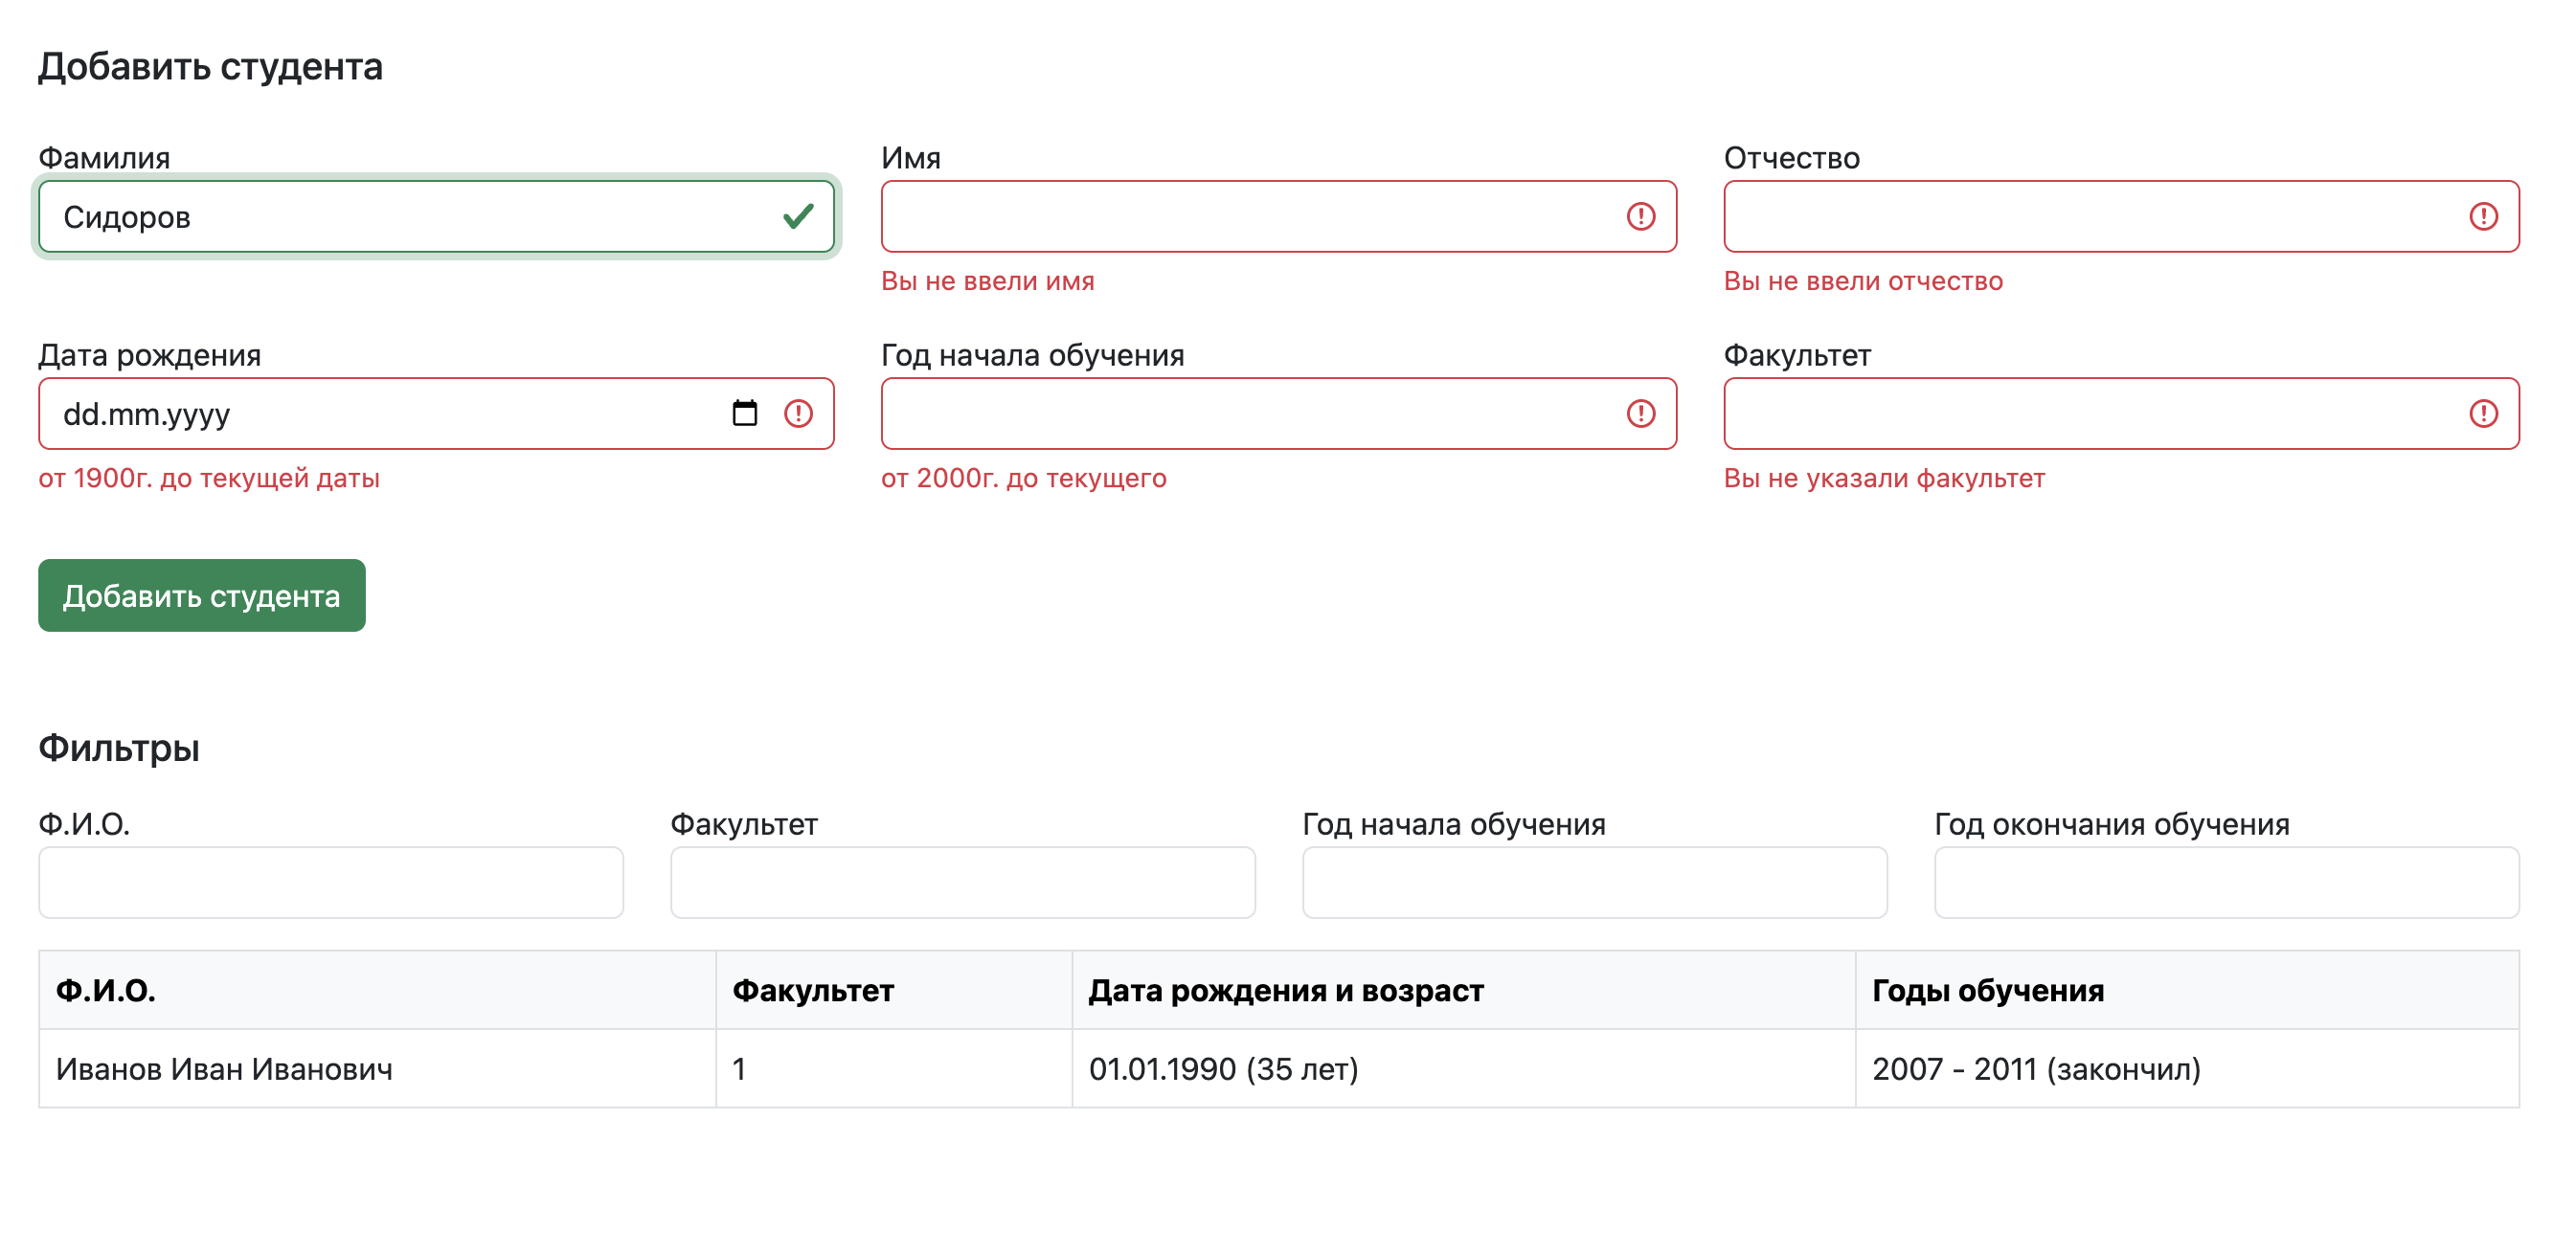 Добавить студента
Фамилия Имя Отчество
Сидоров
Вы не ввели имя Вы не ввели отчество
Дата рождения Год начала обучения Факультет
dd.mm.yyyy
от 1900г. до текущей даты от 2000г. до текущего Вы не указали факультет
Добавить студента
Фильтры
Ф.И.О. Факультет Год начала обучения Год окончания обучения
Ф.И.О. Факультет Дата рождения и возраст Годы обучения
Иванов Иван Иванович 1 01.01.1990 (35 лет) 2007 - 2011 (закончил)